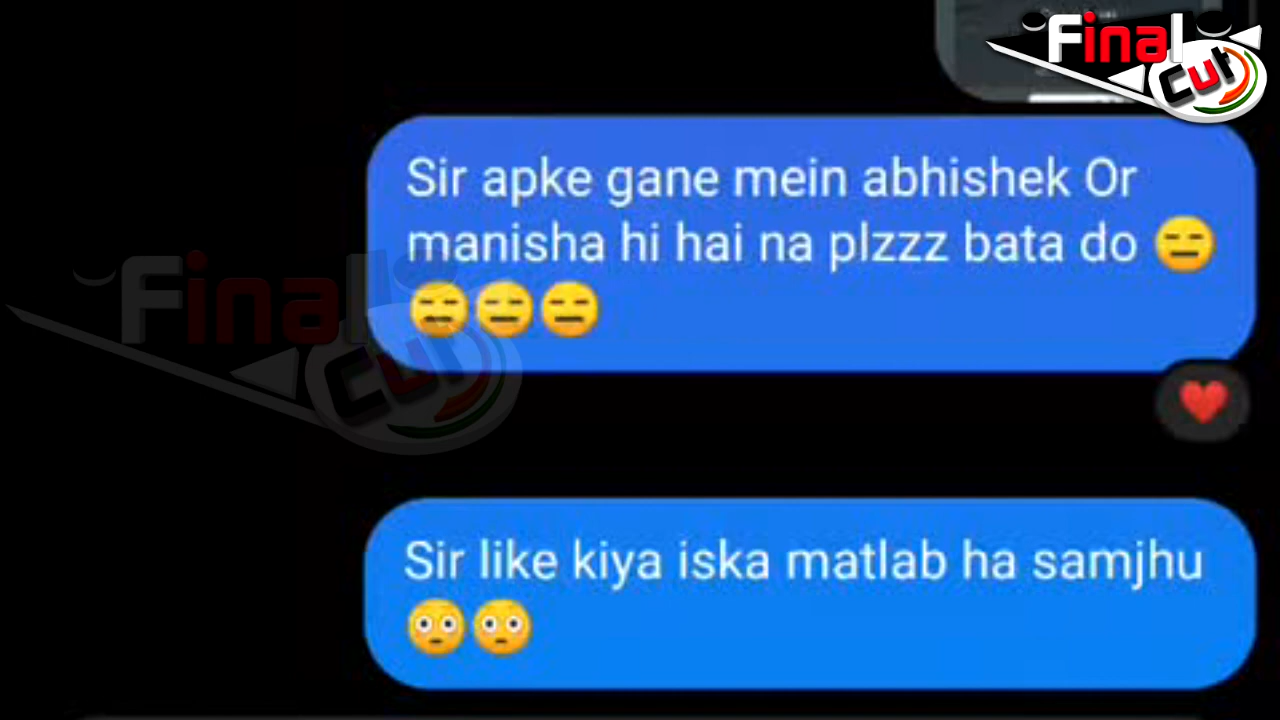 Final
Cut
Sir apke gane mein abhishek Or
manisha hi hai na plzzz bata do 😑
😑😑😑
Final
Cut
❤️
Sir like kiya iska matlab ha samjhu
😳😳